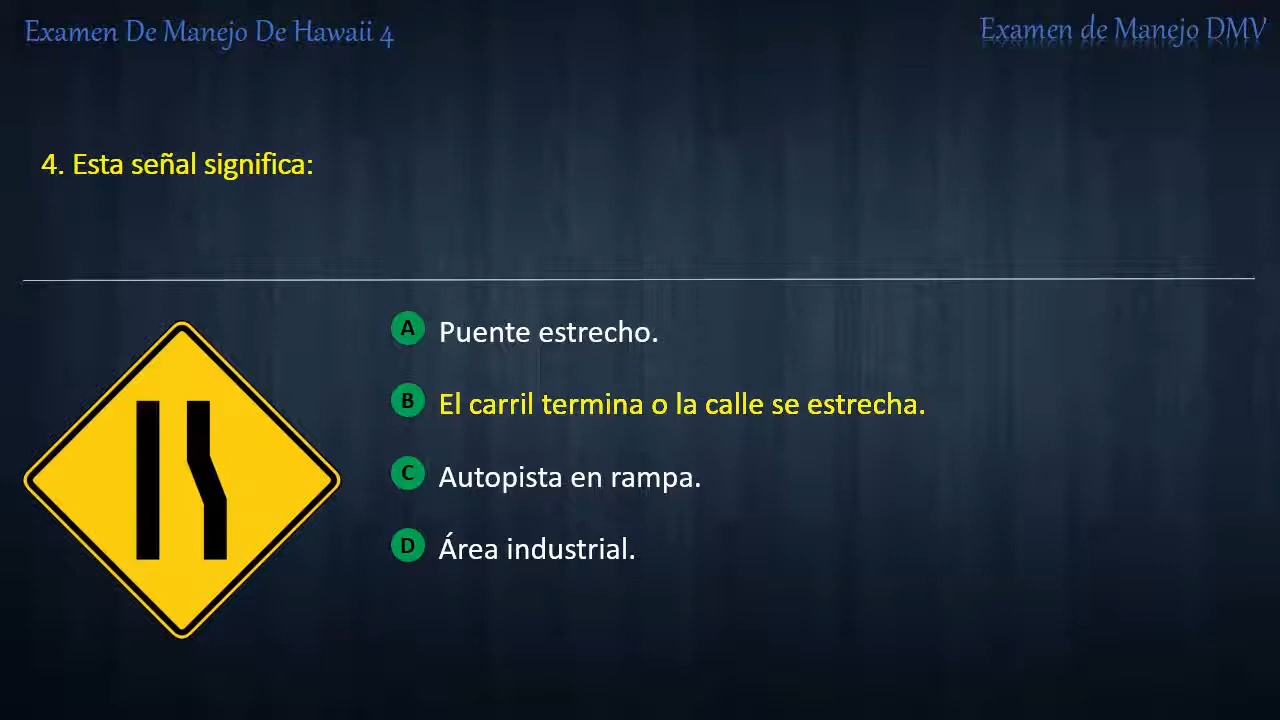 Examen De Manejo De Hawaii 4
Examen de Manejo DMV
4. Esta señal significa:
A Puente estrecho.
B El carril termina o la calle se estrecha.
C Autopista en rampa.
D Área industrial.